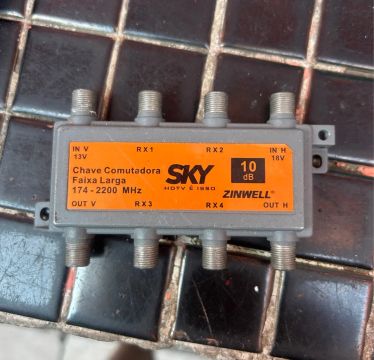 IN V RX1 RX2 IN H
13V 18V
Chave Comutadora
Faixa Larga
174 - 2200 MHz
SKY
HDTV É ISSO
10
dB
ZINWELL®
OUT V RX3 RX4 OUT H